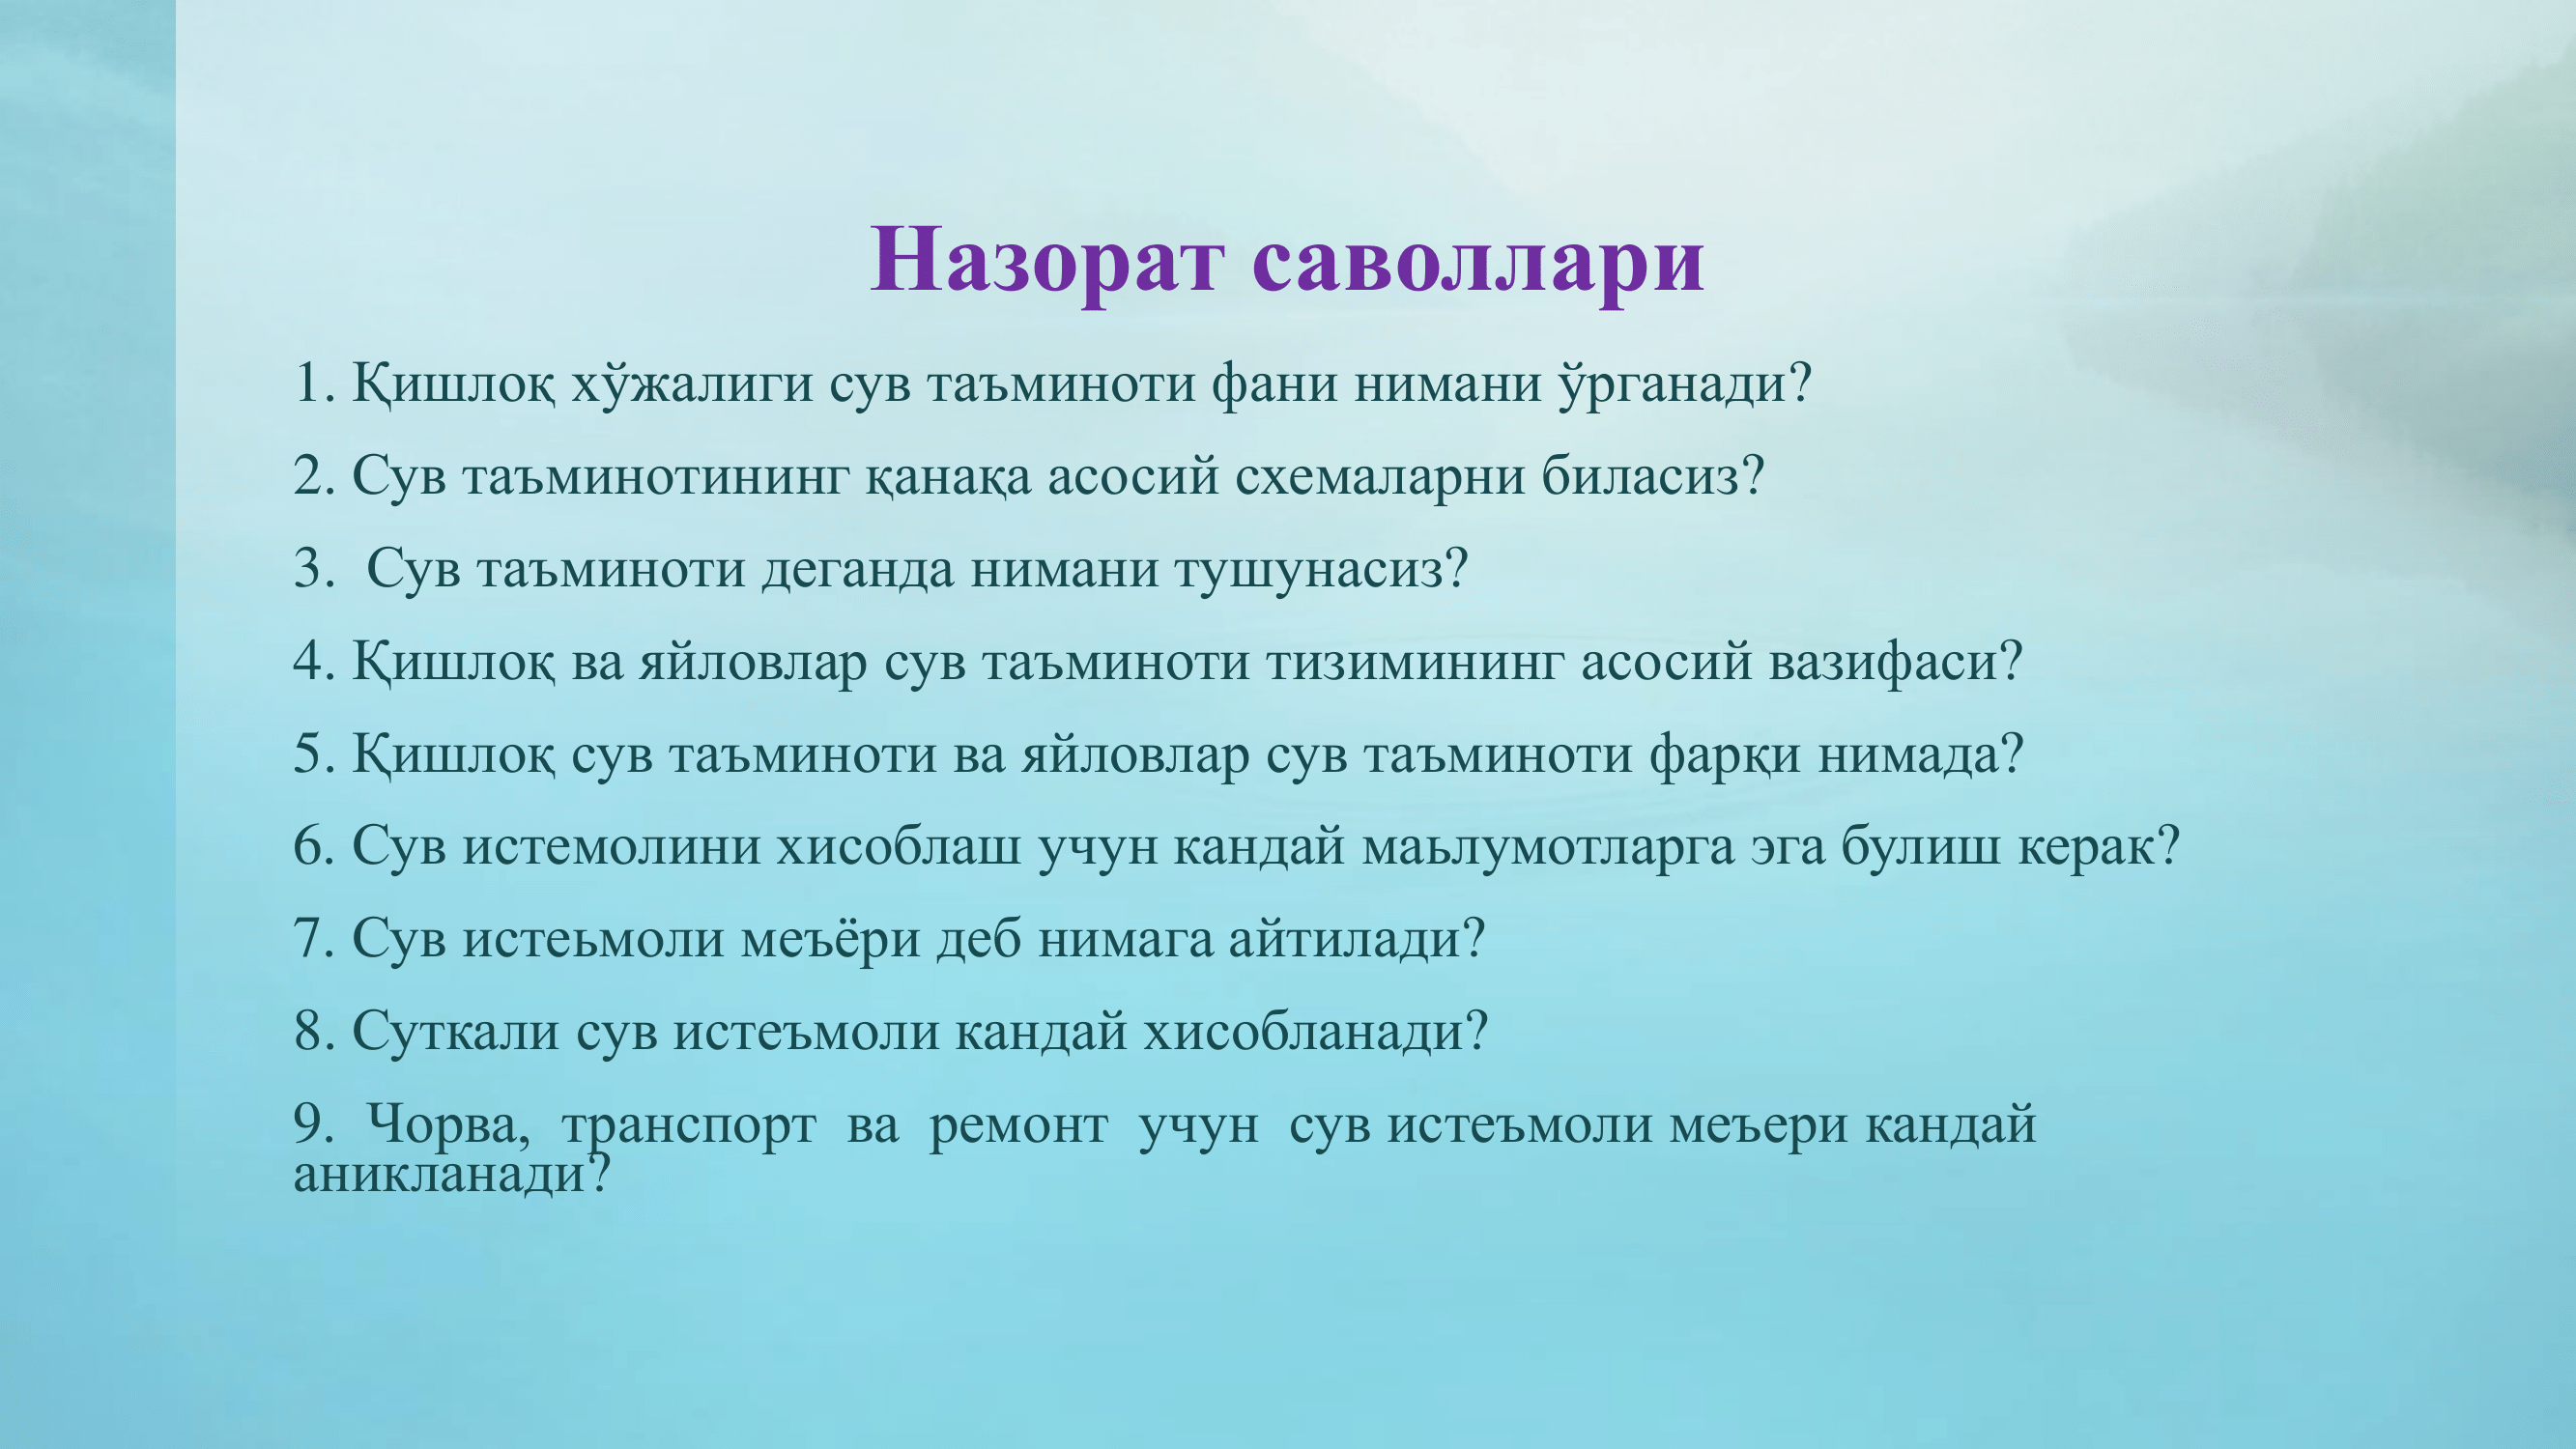 Назорат саволлари
1. Қишлоқ хўжалиги сув таъминоти фани нимани ўрганади?
2. Сув таъминотининг қанақа асосий схемаларни биласиз?
3.  Сув таъминоти деганда нимани тушунасиз?
4. Қишлоқ ва яйловлар сув таъминоти тизимининг асосий вазифаси?
5. Қишлоқ сув таъминоти ва яйловлар сув таъминоти фарқи нимада?
6. Сув истемолини хисоблаш учун кандай маьлумотларга эга булиш керак?
7. Сув истеьмоли меъёри деб нимага айтилади?
8. Суткали сув истеъмоли кандай хисобланади?
9.  Чорва,  транспорт  ва  ремонт  учун  сув истеъмоли меъери кандай
аникланади?